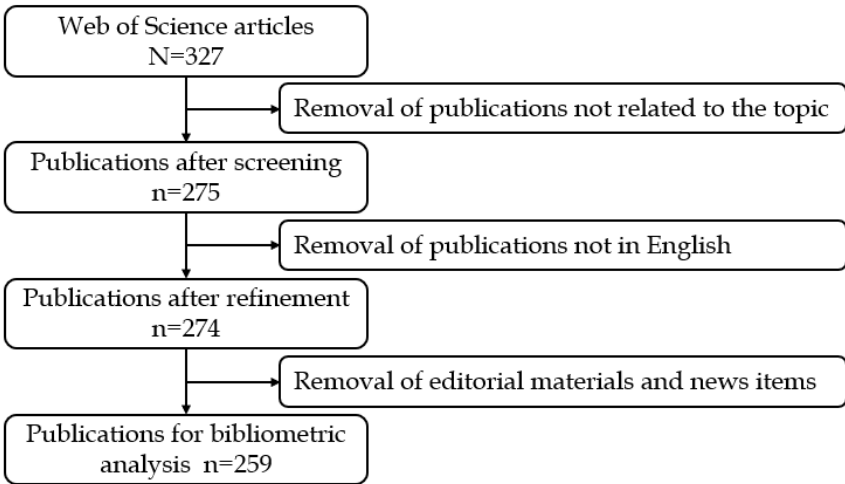 Web of Science articles
N=327
Removal of publications not related to the topic
Publications after screening
n=275
Removal of publications not in English
Publications after refinement
n=274
Removal of editorial materials and news items
Publications for bibliometric
analysis n=259